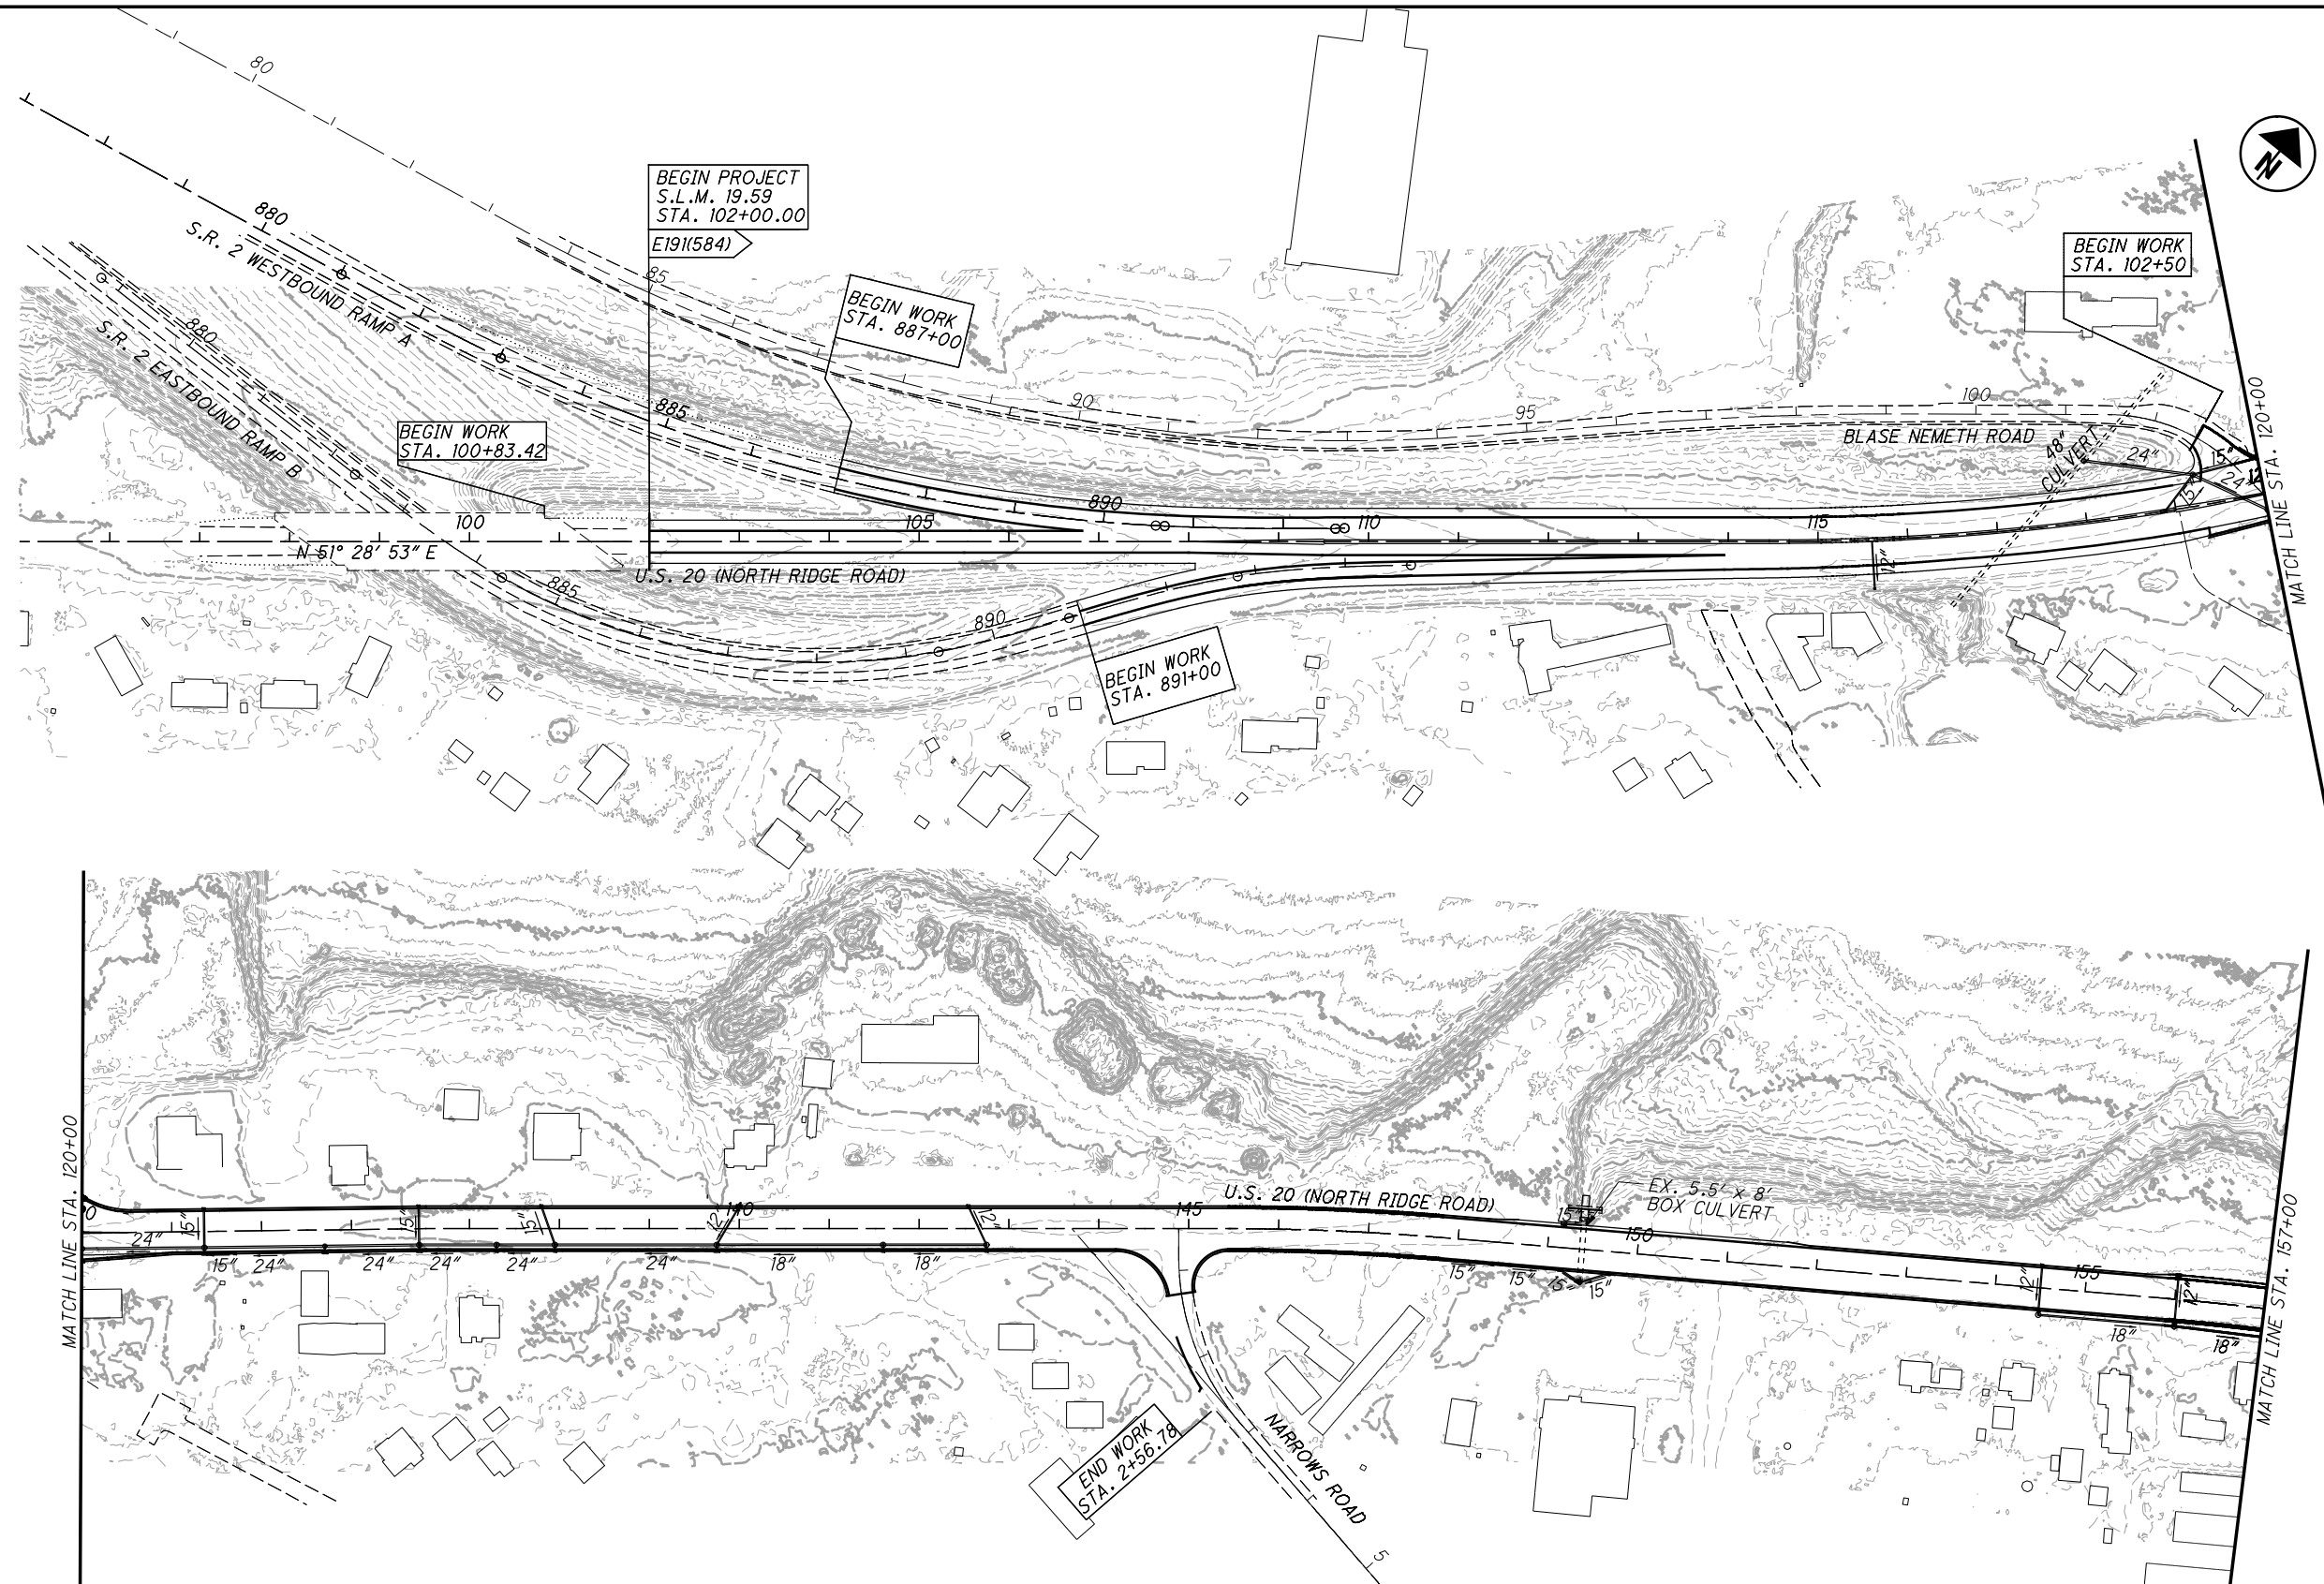 80
880
S.R. 2 WESTBOUND RAMP A
880
S.R. 2 EASTBOUND RAMP B
BEGIN PROJECT
S.L.M. 19.59
STA. 102+00.00
E191(584)
85
BEGIN WORK
STA. 887+00
BEGIN WORK
STA. 102+50
N
885
90
95
100
BLASE NEMETH ROAD
BEGIN WORK
STA. 100+83.42
48"
CULVERT
24"
15"
12
24"
15"
100
105
890
110
115
12"
N 51° 28' 53" E
U.S. 20 (NORTH RIDGE ROAD)
885
890
BEGIN WORK
STA. 891+00
MATCH LINE STA. 120+00
MATCH LINE STA. 120+00
15"
15"
15"
12"
140
12"
145
U.S. 20 (NORTH RIDGE ROAD)
15"
EX. 5.5' X 8'
BOX CULVERT
150
24"
15"
24"
24"
24"
24"
24"
18"
18"
15"
15"
15"
15"
12"
155
12"
18"
18"
MATCH LINE STA. 157+00
END WORK
STA. 2+56.78
NARROWS ROAD
5